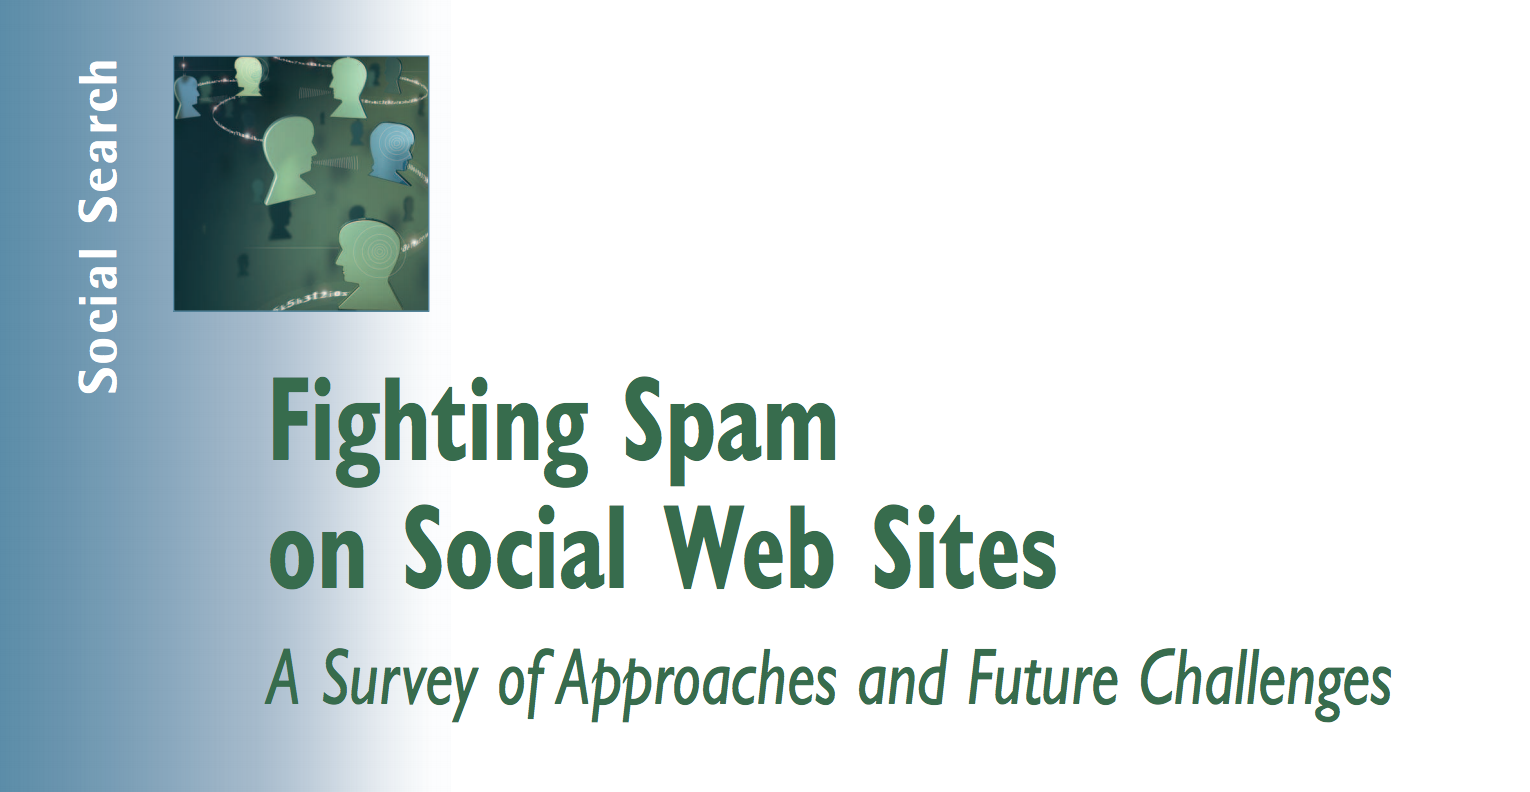 Social Search
Fighting Spam
on Social Web Sites
A Survey of Approaches and Future Challenges